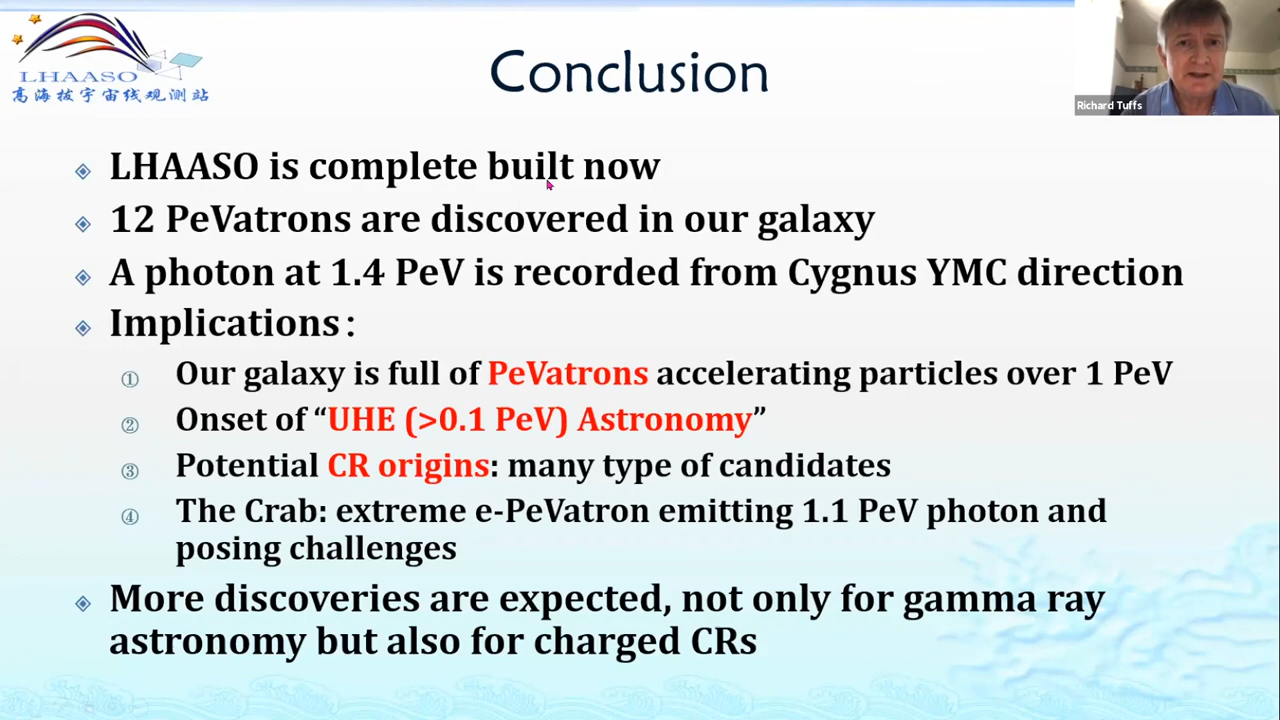 LHAASO
高海拔宇宙线观测站
Conclusion
Richard Tuffs
LHAASO is complete built now
12 PeVatrons are discovered in our galaxy
A photon at 1.4 PeV is recorded from Cygnus YMC direction
Implications:
① Our galaxy is full of PeVatrons accelerating particles over 1 PeV
② Onset of “UHE (>0.1 PeV) Astronomy”
③ Potential CR origins: many type of candidates
④ The Crab: extreme e-PeVatron emitting 1.1 PeV photon and
posing challenges
More discoveries are expected, not only for gamma ray
astronomy but also for charged CRs